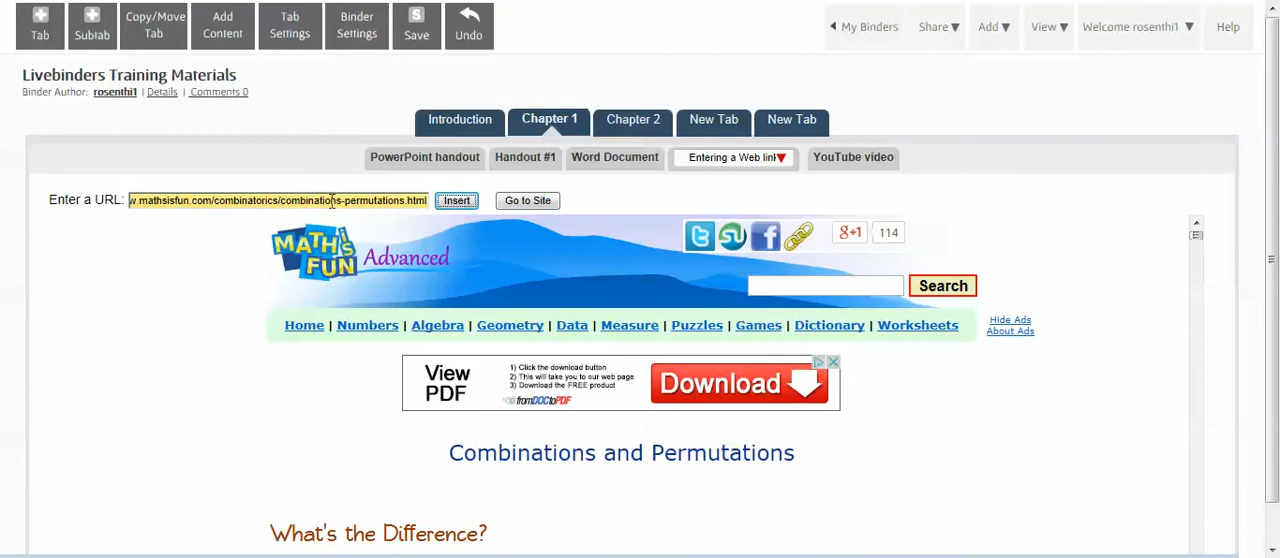 Tab
Subtab
Copy/Move
Tab
Add
Content
Tab
Settings
Binder
Settings
S
Save
Undo
My Binders
Share
Add
View
Welcome rosenthi1
Help
Livebinders Training Materials
Binder Author: rosenthi1 | Details | Comments 0
Introduction
Chapter 1
Chapter 2
New Tab
New Tab
PowerPoint handout
Handout #1
Word Document
Entering a Web link
YouTube video
Enter a URL: w.mathsisfun.com/combinatorics/combinations-permutations.html Insert Go to Site
MATH is FUN Advanced
g+1 114
Search
Home | Numbers | Algebra | Geometry | Data | Measure | Puzzles | Games | Dictionary | Worksheets
Hide Ads
About Ads
View
PDF
1) Click the download button
2) This will take you to our web page
3) Download the FREE product
fromDOCtoPDF
Download
Combinations and Permutations
What's the Difference?